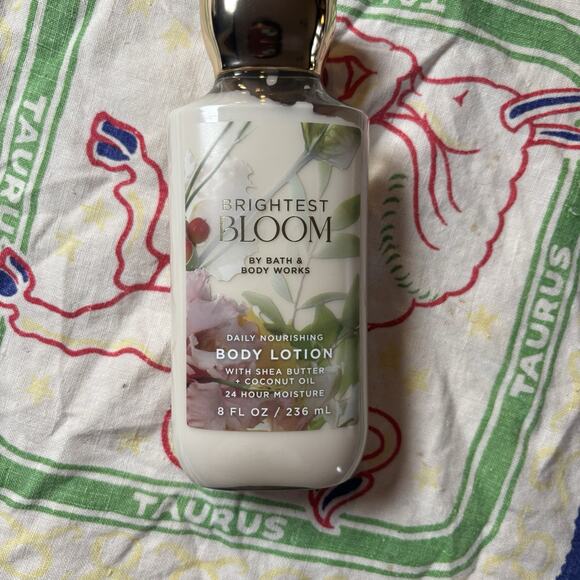 BRIGHTEST
BLOOM
BY BATH &
BODY WORKS
DAILY NOURISHING
BODY LOTION
WITH SHEA BUTTER
+ COCONUT OIL
24 HOUR MOISTURE
8 FL OZ / 236 mL
TAURUS
TAURUS
TAURUS
TAURUS